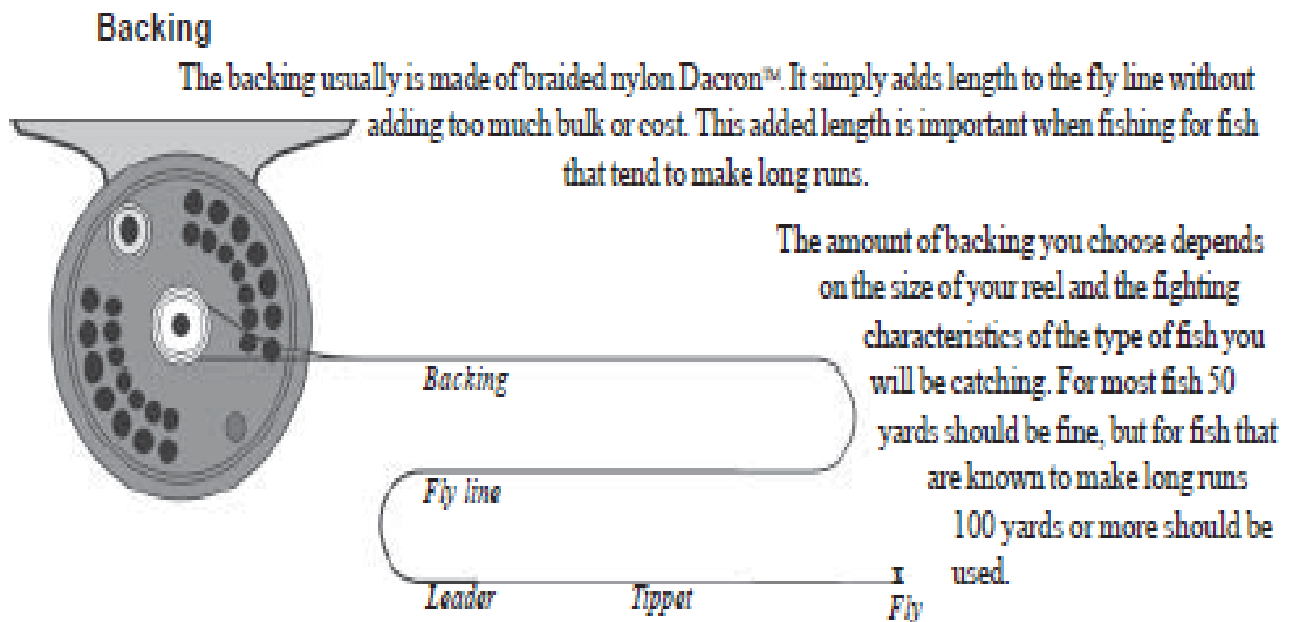 Backing
The backing usually is made of braided nylon Dacron™. It simply adds length to the fly line without
adding too much bulk or cost. This added length is important when fishing for fish
that tend to make long runs.
The amount of backing you choose depends
on the size of your reel and the fighting
characteristics of the type of fish you
will be catching. For most fish 50
yards should be fine, but for fish that
are known to make long runs
100 yards or more should be
used.
Backing
Fly line
Leader Tippet Fly